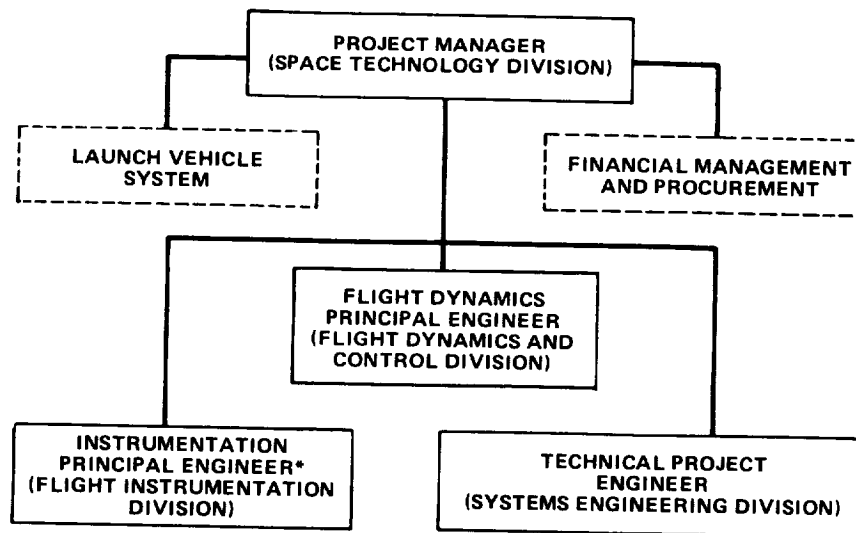 PROJECT MANAGER
(SPACE TECHNOLOGY DIVISION)
LAUNCH VEHICLE
SYSTEM
FINANCIAL MANAGEMENT
AND PROCUREMENT
FLIGHT DYNAMICS
PRINCIPAL ENGINEER
(FLIGHT DYNAMICS AND
CONTROL DIVISION)
INSTRUMENTATION
PRINCIPAL ENGINEER*
(FLIGHT INSTRUMENTATION
DIVISION)
TECHNICAL PROJECT
ENGINEER
(SYSTEMS ENGINEERING DIVISION)